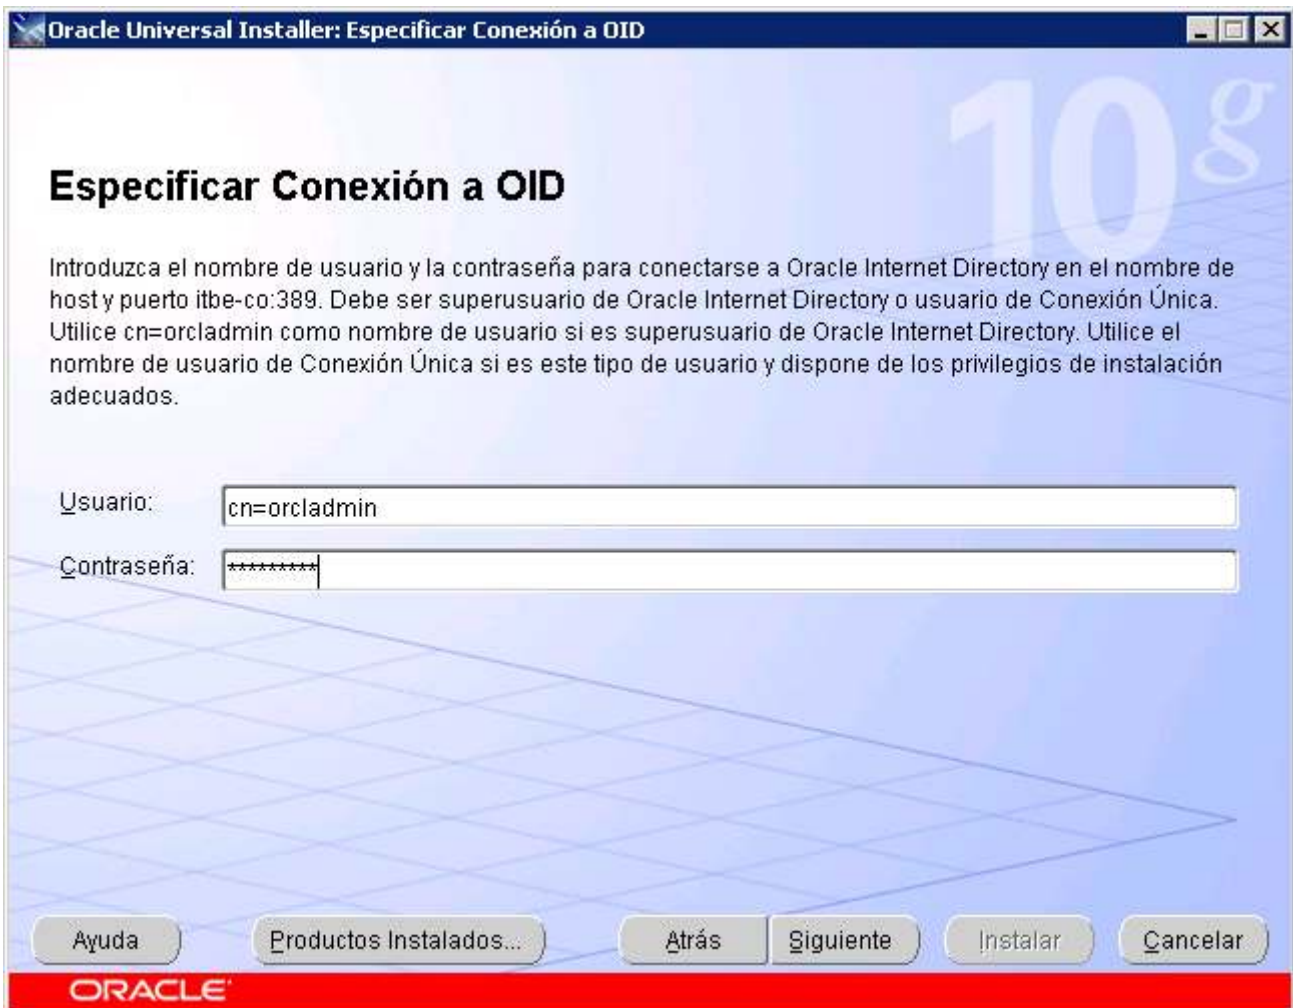 Oracle Universal Installer: Especificar Conexión a OID
10g
Especificar Conexión a OID
Introduzca el nombre de usuario y la contraseña para conectarse a Oracle Internet Directory en el nombre de
host y puerto itbe-co:389. Debe ser superusuario de Oracle Internet Directory o usuario de Conexión Única.
Utilice cn=orcladmin como nombre de usuario si es superusuario de Oracle Internet Directory. Utilice el
nombre de usuario de Conexión Única si es este tipo de usuario y dispone de los privilegios de instalación
adecuados.
Usuario: cn=orcladmin
Contraseña: *********
Ayuda Productos Instalados... Atrás Siguiente Instalar Cancelar
ORACLE